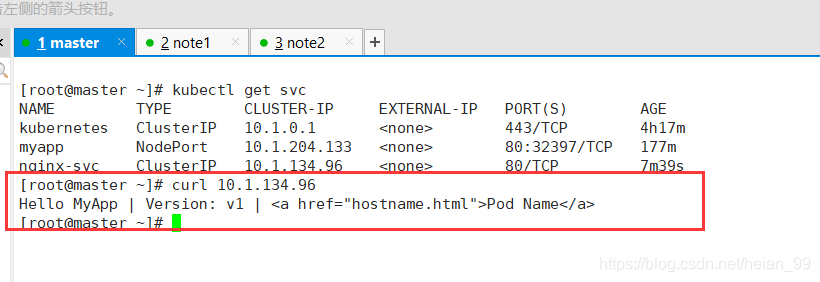 击左侧的箭头按钮。
1 master 2 note1 3 note2
[root@master ~]# kubectl get svc
NAME TYPE CLUSTER-IP EXTERNAL-IP PORT(S) AGE
kubernetes ClusterIP 10.1.0.1 <none> 443/TCP 4h17m
myapp NodePort 10.1.204.133 <none> 80:32397/TCP 177m
nginx-svc ClusterIP 10.1.134.96 <none> 80/TCP 7m39s
[root@master ~]# curl 10.1.134.96
Hello MyApp | Version: v1 | <a href="hostname.html">Pod Name</a>
[root@master ~]#
https://blog.csdn.net/heian_99